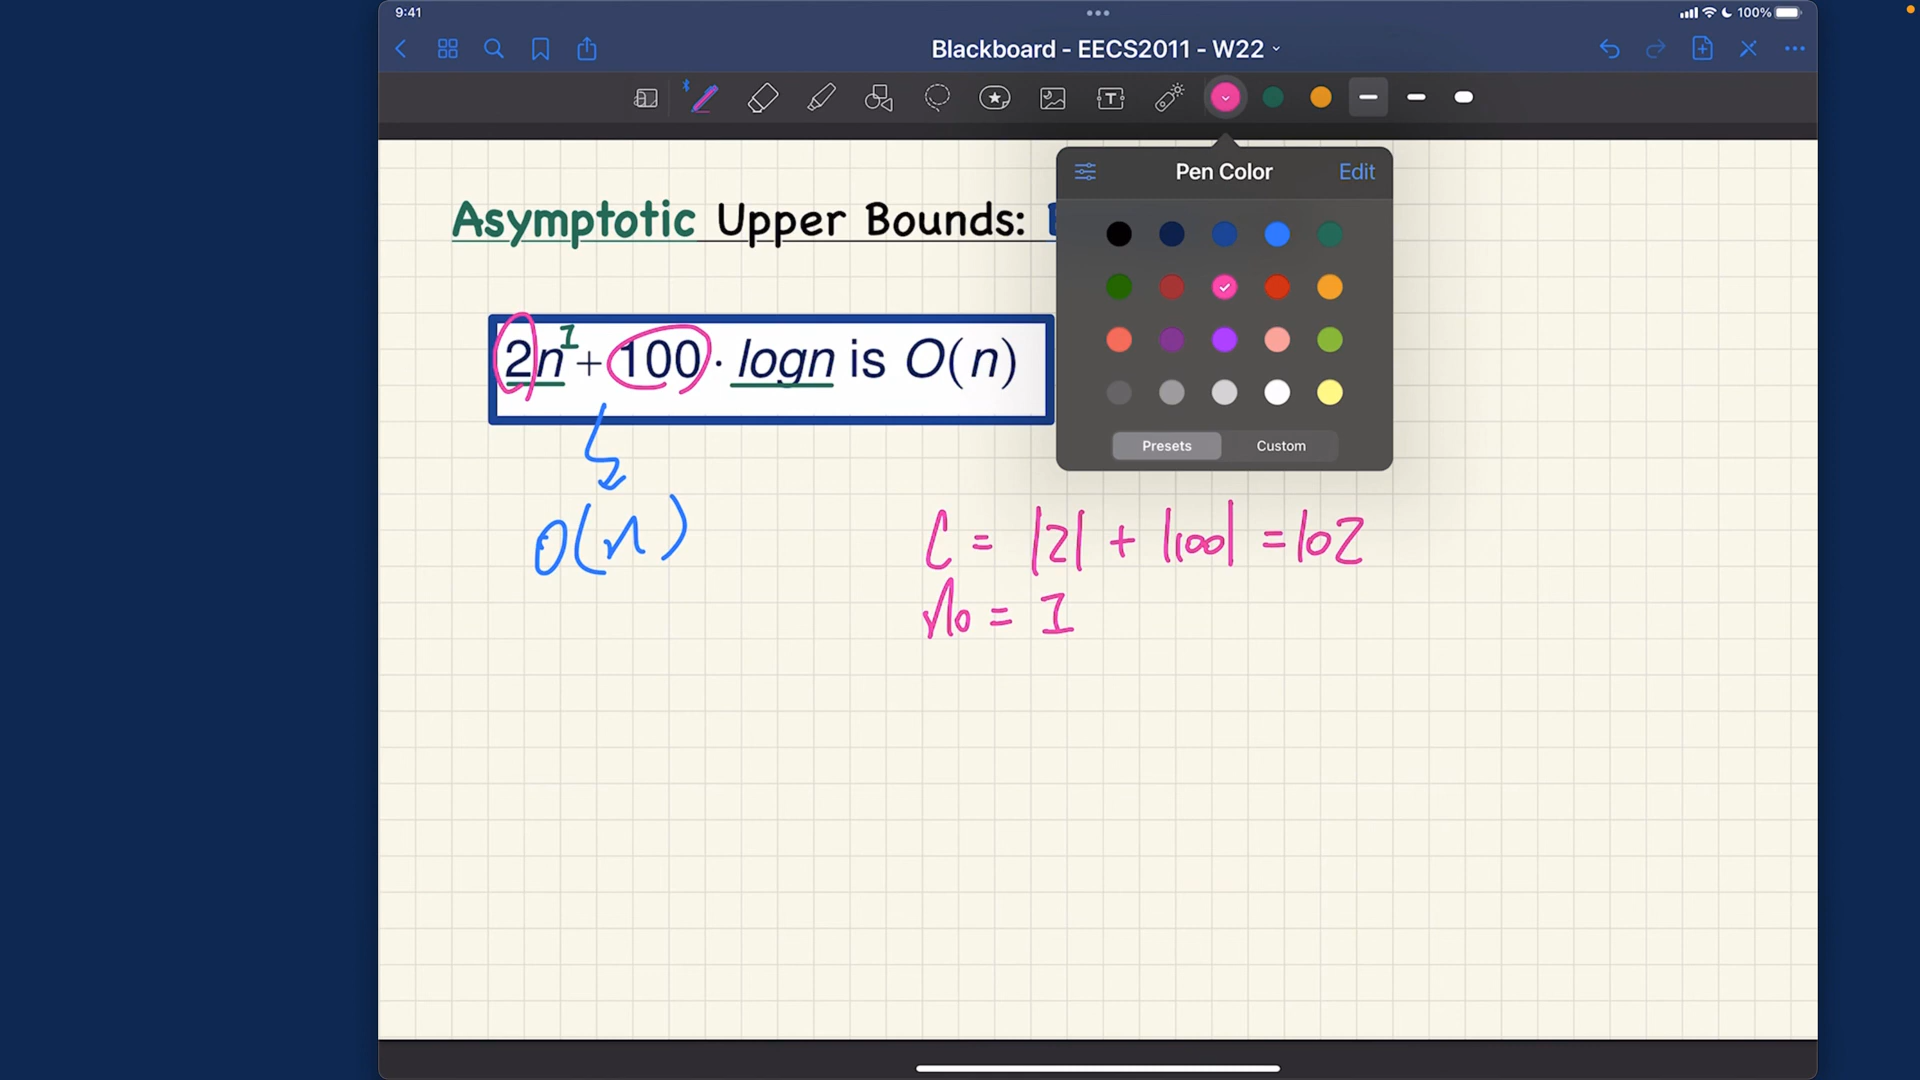 9:41
100%
Blackboard - EECS2011 - W22
Pen Color
Edit
Asymptotic Upper Bounds:
2n¹ + 100 · logn is O(n)
Presets
Custom
O(n)
C = |2| + |100| = 102
n₀ = 1